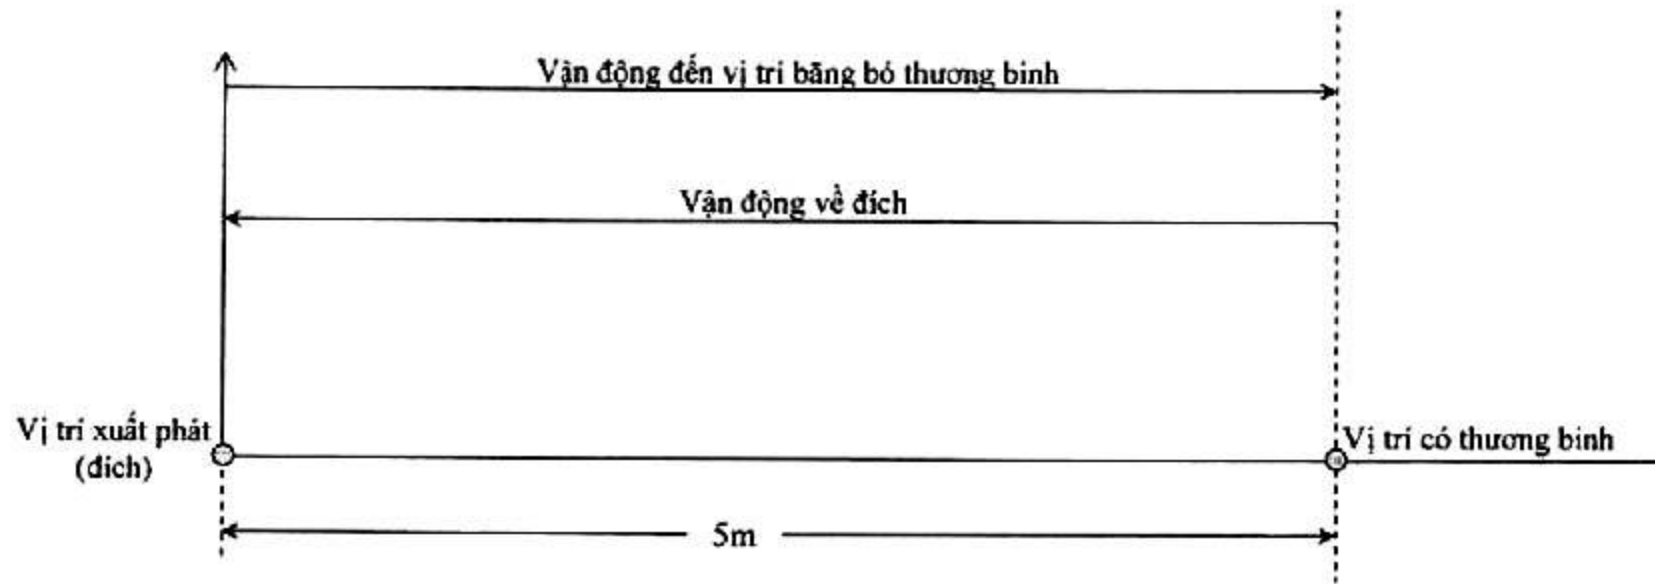 Vận động đến vị trí băng bó thương binh
Vận động về đích
Vị trí xuất phát
(đích)
Vị trí có thương binh
5m